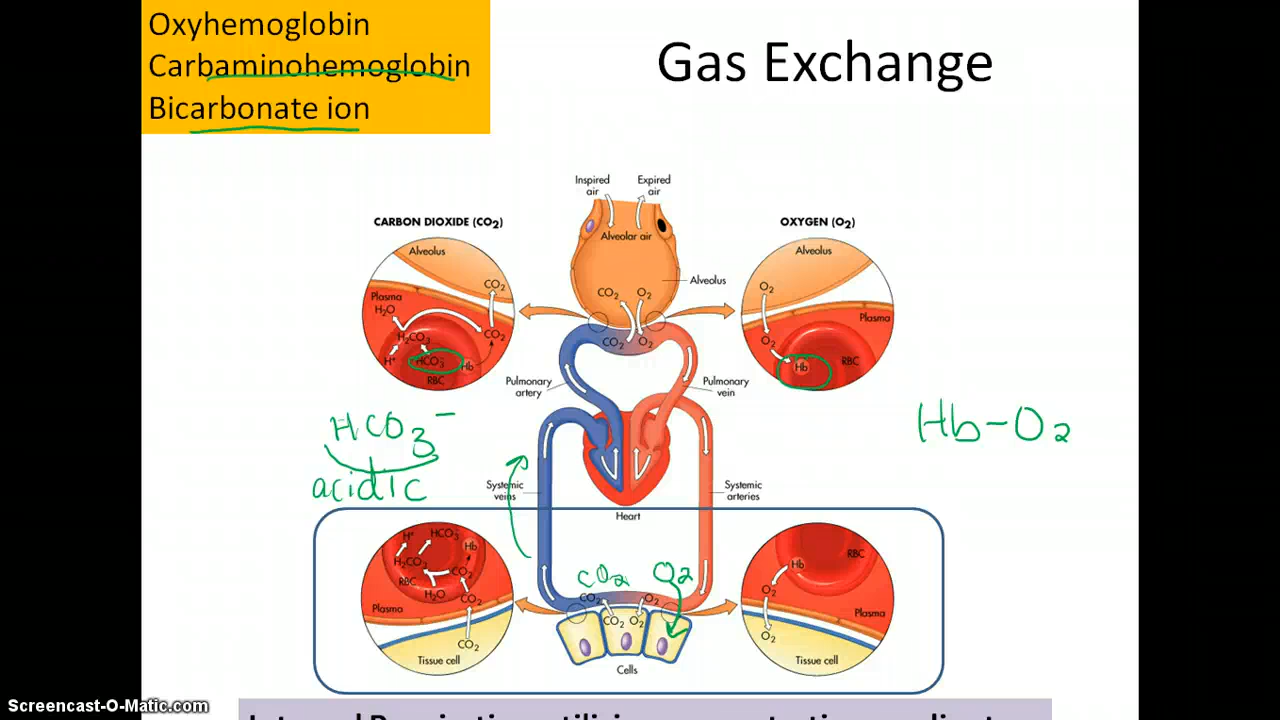 Oxyhemoglobin
Carbaminohemoglobin
Bicarbonate ion
Gas Exchange
Inspired air
Expired air
CARBON DIOXIDE (CO2)
OXYGEN (O2)
Alveolar air
Alveolus
Alveolus
Alveolus
CO2
CO2
O2
O2
Plasma
H2O
CO2
H2CO3
H+
HCO3-
Hb
RBC
CO2
O2
O2
Plasma
Hb
RBC
Pulmonary artery
Pulmonary vein
HCO3-
acidic
Hb-O2
Systemic veins
Systemic arteries
Heart
H+
HCO3-
Hb
H2CO3
CO2
RBC
H2O
CO2
Plasma
CO2
Tissue cell
CO2
O2
CO2
O2
CO2
O2
Cells
RBC
Hb
O2
Plasma
O2
Tissue cell
Screencast-O-Matic.com